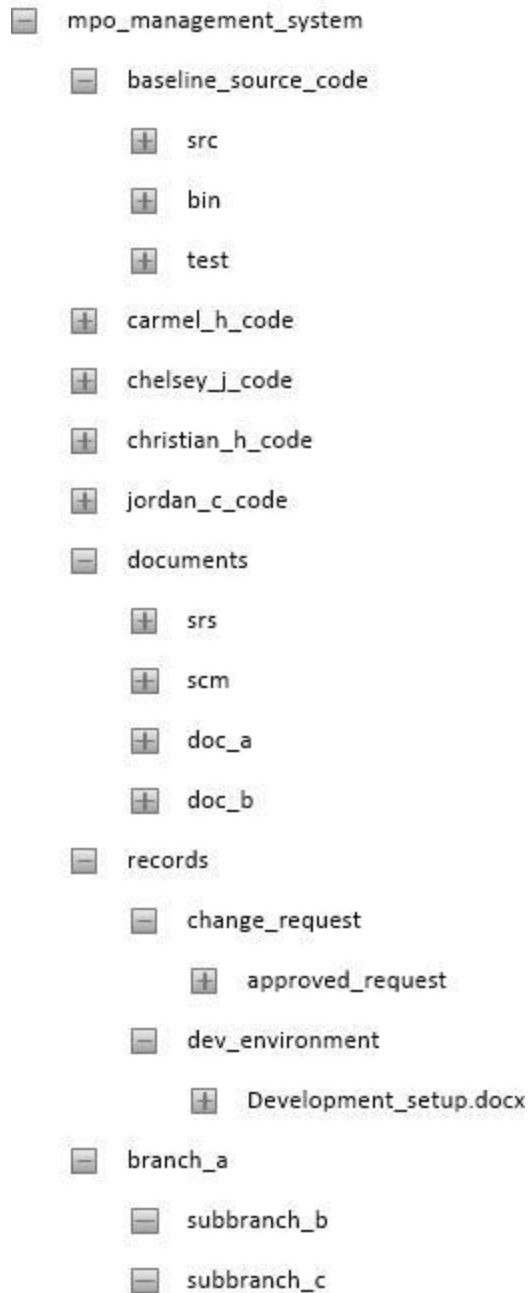 mpo_management_system
baseline_source_code
src
bin
test
carmel_h_code
chelsey_j_code
christian_h_code
jordan_c_code
documents
srs
scm
doc_a
doc_b
records
change_request
approved_request
dev_environment
Development_setup.docx
branch_a
subbranch_b
subbranch_c